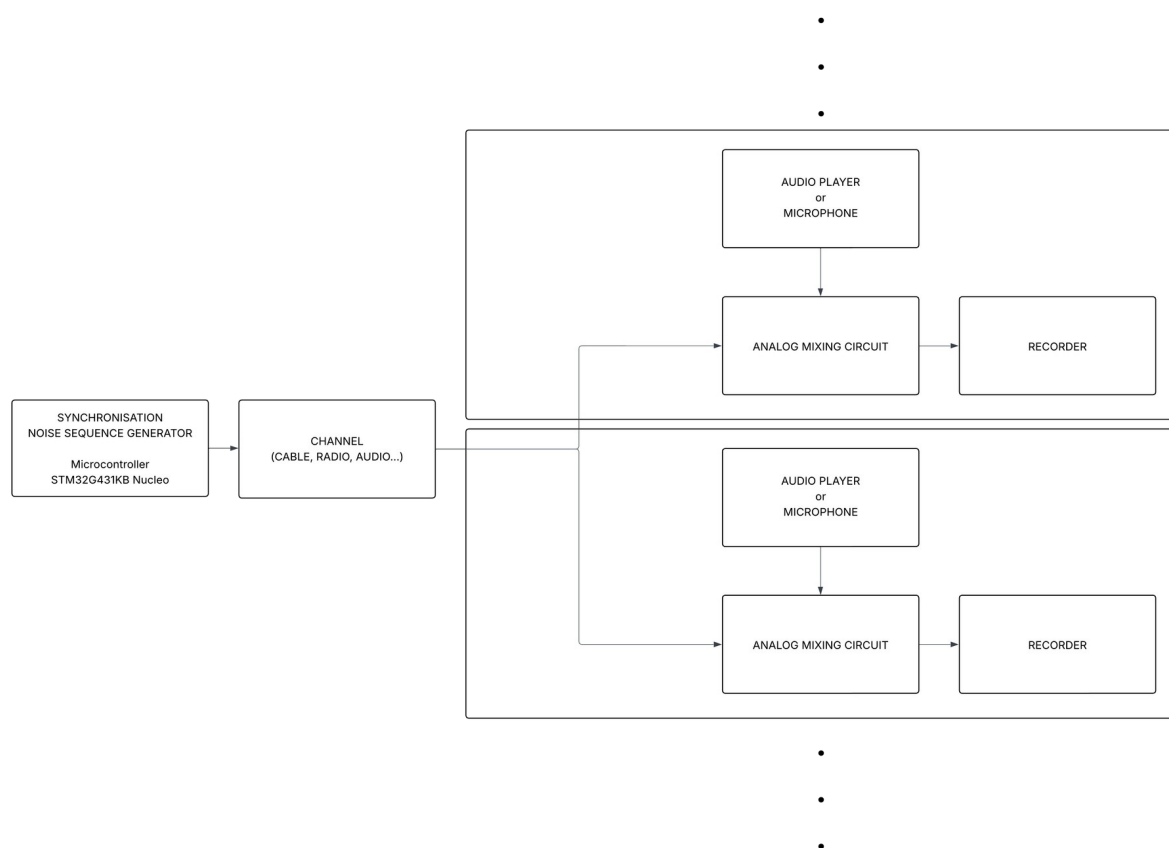 AUDIO PLAYER
or
MICROPHONE
ANALOG MIXING CIRCUIT
RECORDER
SYNCHRONISATION
NOISE SEQUENCE GENERATOR
Microcontroller
STM32G431KB Nucleo
CHANNEL
(CABLE, RADIO, AUDIO...)
AUDIO PLAYER
or
MICROPHONE
ANALOG MIXING CIRCUIT
RECORDER